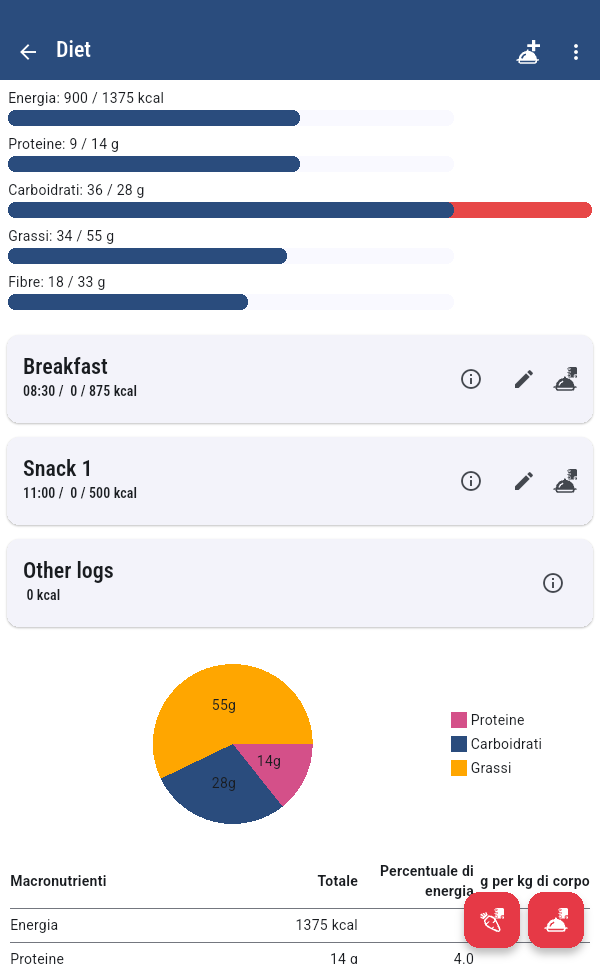 Diet
Energia: 900 / 1375 kcal
Proteine: 9 / 14 g
Carboidrati: 36 / 28 g
Grassi: 34 / 55 g
Fibre: 18 / 33 g
Breakfast
08:30 / 0 / 875 kcal
Snack 1
11:00 / 0 / 500 kcal
Other logs
0 kcal
55g
14g
28g
Proteine
Carboidrati
Grassi
Macronutrienti Totale Percentuale di energia g per kg di corpo
Energia 1375 kcal
Proteine 14 g 4.0